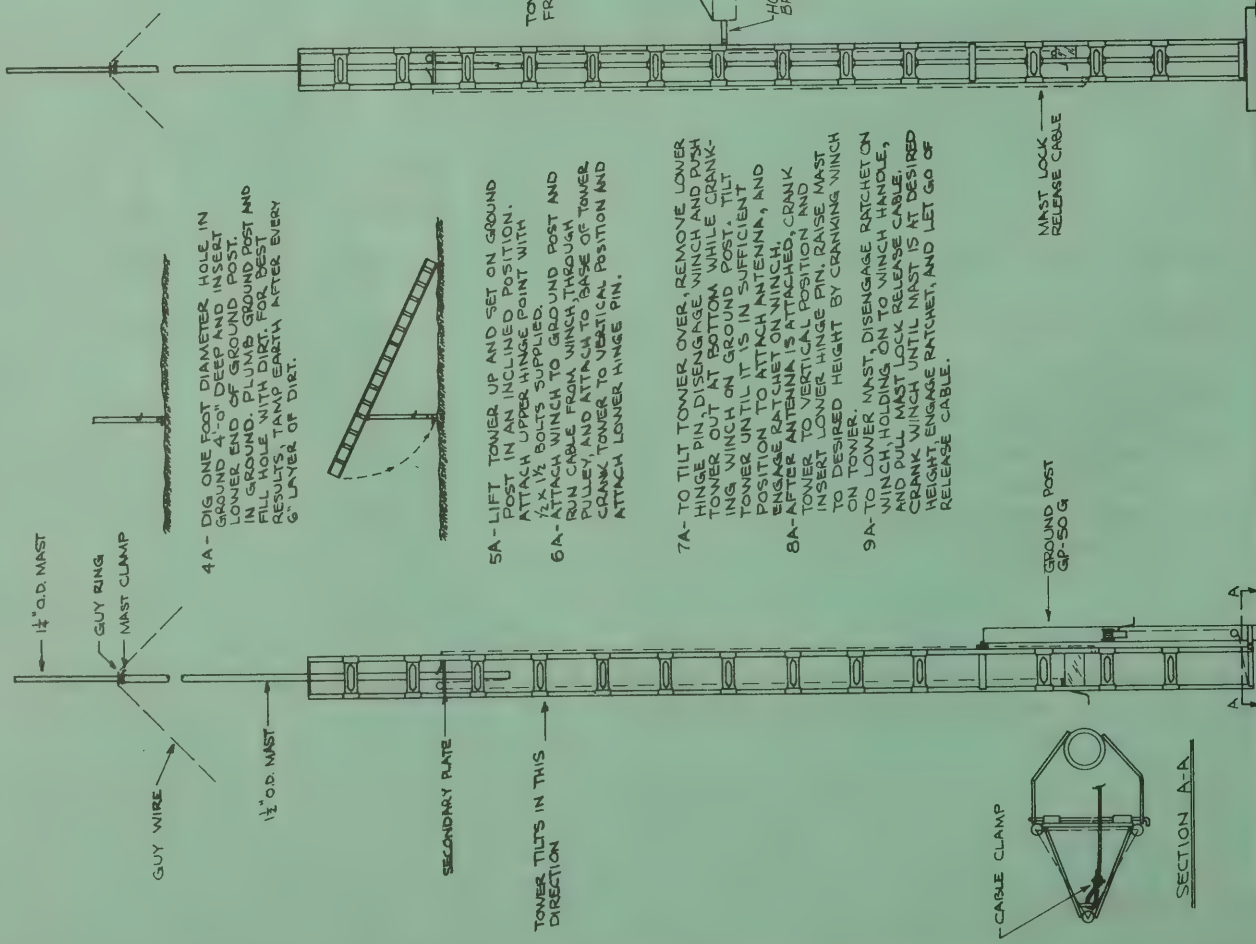 1¼" O.D. MAST
GUY RING
MAST CLAMP
GUY WIRE
1½" O.D. MAST
SECONDARY PLATE
TOWER TILTS IN THIS
DIRECTION
GROUND POST
GP-50G
A
A
CABLE CLAMP
SECTION A-A
4A- DIG ONE FOOT DIAMETER HOLE IN
GROUND 4'-0" DEEP AND INSERT
LOWER END OF GROUND POST
IN GROUND. PLUMB GROUND POST AND
FILL HOLE WITH DIRT. FOR BEST
RESULTS, TAMP EARTH AFTER EVERY
6" LAYER OF DIRT.
5A- LIFT TOWER UP AND SET ON GROUND
POST IN AN INCLINED POSITION.
ATTACH UPPER HINGE POINT WITH
½ X 1½ BOLTS SUPPLIED.
6A- ATTACH WINCH TO GROUND POST AND
RUN CABLE FROM WINCH, THROUGH
PULLEY, AND ATTACH TO BASE OF TOWER
CRANK TOWER TO VERTICAL POSITION AND
ATTACH LOWER HINGE PIN.
7A- TO TILT TOWER OVER, REMOVE LOWER
HINGE PIN, DISENGAGE WINCH AND PUSH
TOWER OUT AT BOTTOM WHILE CRANK-
ING WINCH ON GROUND POST. TILT
TOWER UNTIL IT IS IN SUFFICIENT
POSITION TO ATTACH ANTENNA, AND
ENGAGE RATCHET ON WINCH.
8A- AFTER ANTENNA IS ATTACHED, CRANK
TOWER TO VERTICAL POSITION AND
INSERT LOWER HINGE PIN. RAISE MAST
TO DESIRED HEIGHT BY CRANKING WINCH
ON TOWER.
9A- TO LOWER MAST, DISENGAGE RATCHET ON
WINCH, HOLDING ON TO WINCH HANDLE,
AND PULL MAST LOCK RELEASE CABLE.
CRANK WINCH UNTIL MAST IS AT DESIRED
HEIGHT, ENGAGE RATCHET, AND LET GO OF
RELEASE CABLE.
MAST LOCK
RELEASE CABLE